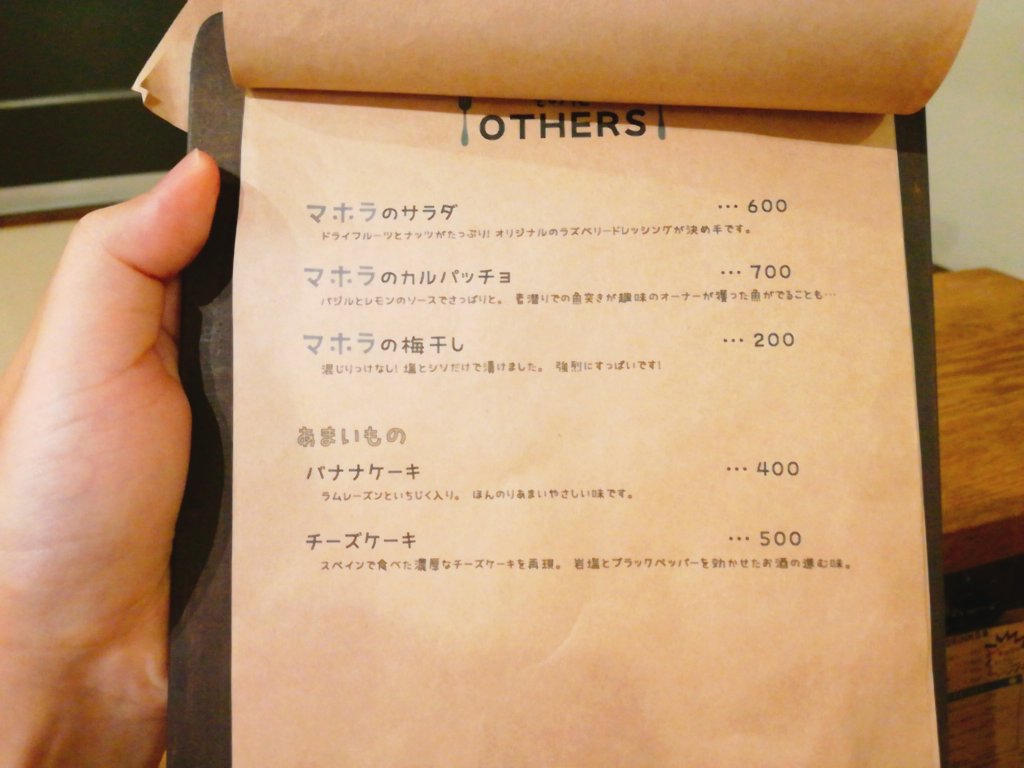 OTHERS
マホラのサラダ … 600
ドライフルーツとナッツがたっぷり! オリジナルのラズベリードレッシングが決め手です。
マホラのカルパッチョ … 700
バジルとレモンのソースでさっぱりと。 素潜りでの魚突きが趣味のオーナーが獲った魚がでることも…
マホラの梅干し … 200
混じりっけなし! 塩とシソだけで漬けました。 強烈にすっぱいです!
あまいもの
バナナケーキ … 400
ラムレーズンといちじく入り。 ほんのりあまいやさしい味です。
チーズケーキ … 500
スペインで食べた濃厚なチーズケーキを再現。 岩塩とブラックペッパーを効かせたお酒の進む味。